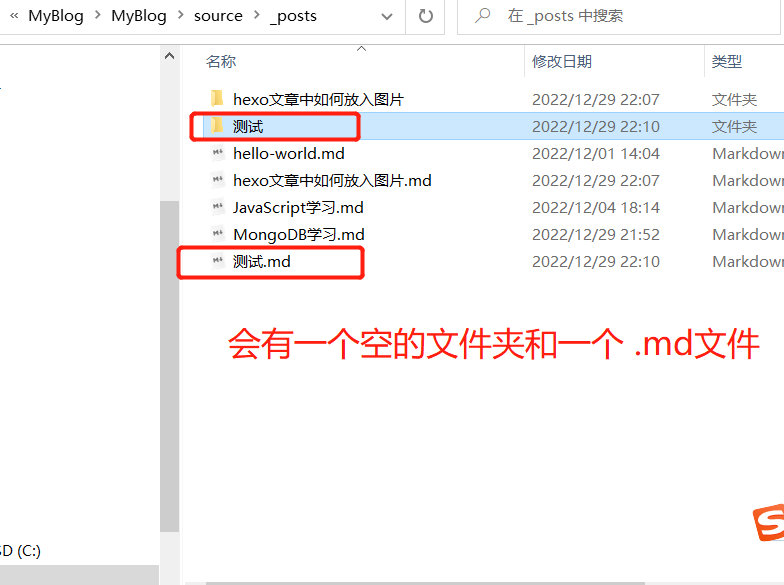 « MyBlog > MyBlog > source > _posts
在 _posts 中搜索
名称 修改日期 类型
hexo文章中如何放入图片 2022/12/29 22:07 文件夹
测试 2022/12/29 22:10 文件夹
hello-world.md 2022/12/01 14:04 Markdown
hexo文章中如何放入图片.md 2022/12/29 22:07 Markdown
JavaScript学习.md 2022/12/04 18:14 Markdown
MongoDB学习.md 2022/12/29 21:52 Markdown
测试.md 2022/12/29 22:10 Markdown
会有一个空的文件夹和一个 .md文件
SD (C:)